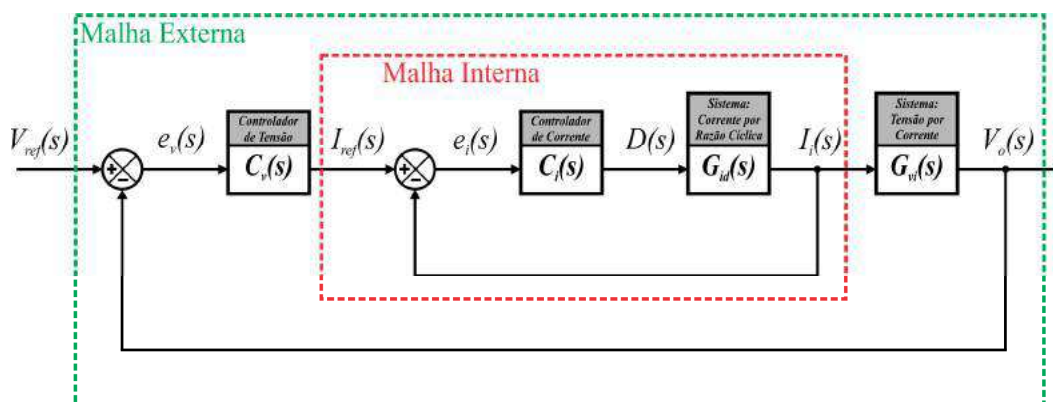 Malha Externa
Malha Interna
V_ref(s)
e_v(s)
Controlador
de Tensão
C_v(s)
I_ref(s)
e_i(s)
Controlador
de Corrente
C_i(s)
D(s)
Sistema:
Corrente por
Razão Cíclica
G_id(s)
I_i(s)
Sistema:
Tensão por
Corrente
G_vi(s)
V_o(s)